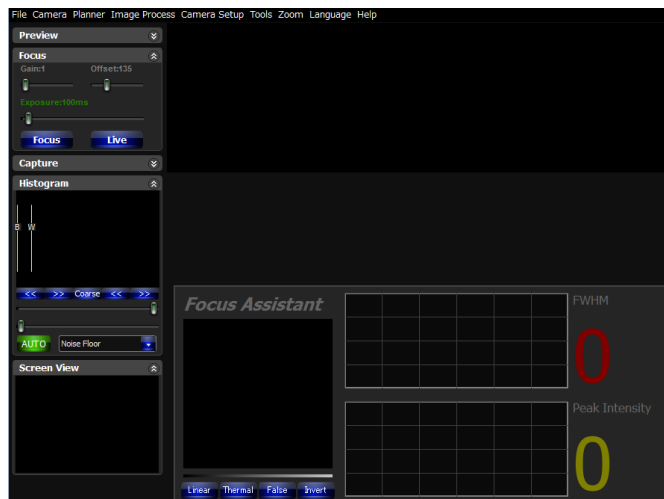 File Camera Planner Image Process Camera Setup Tools Zoom Language Help
Preview
Focus
Gain:1 Offset:135
Exposure:100ms
Focus Live
Capture
Histogram
B W
<< >> Coarse << >>
AUTO Noise Floor
Screen View
Focus Assistant
Linear Thermal False Invert
FWHM
0
Peak Intensity
0